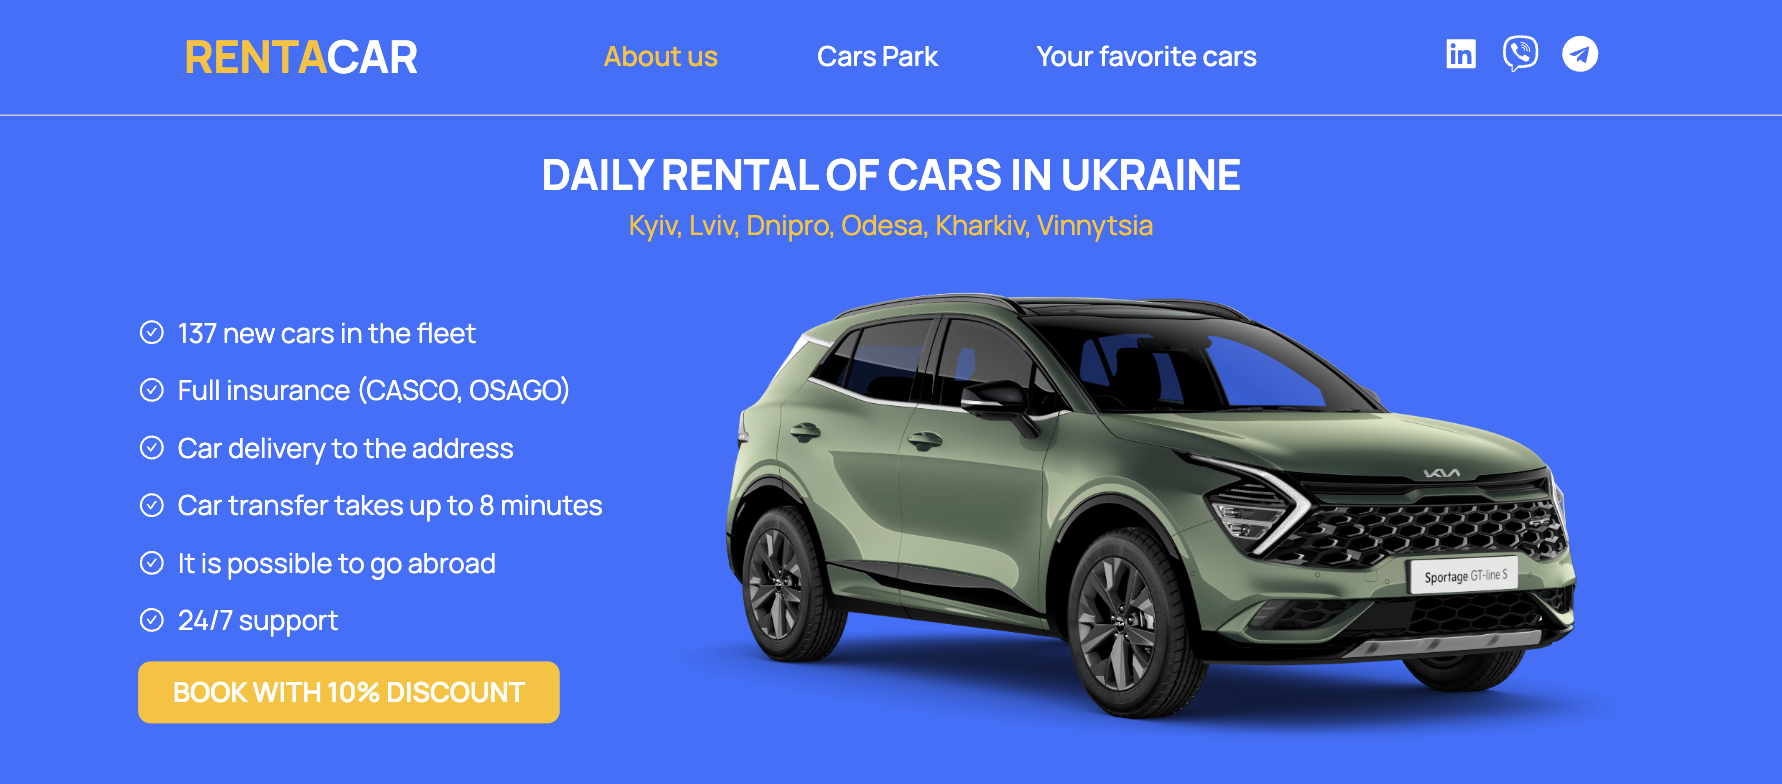 RENTACAR
About us
Cars Park
Your favorite cars
in
DAILY RENTAL OF CARS IN UKRAINE
Kyiv, Lviv, Dnipro, Odesa, Kharkiv, Vinnytsia
137 new cars in the fleet
Full insurance (CASCO, OSAGO)
Car delivery to the address
Car transfer takes up to 8 minutes
It is possible to go abroad
24/7 support
BOOK WITH 10% DISCOUNT
KIA
Sportage GT-line S